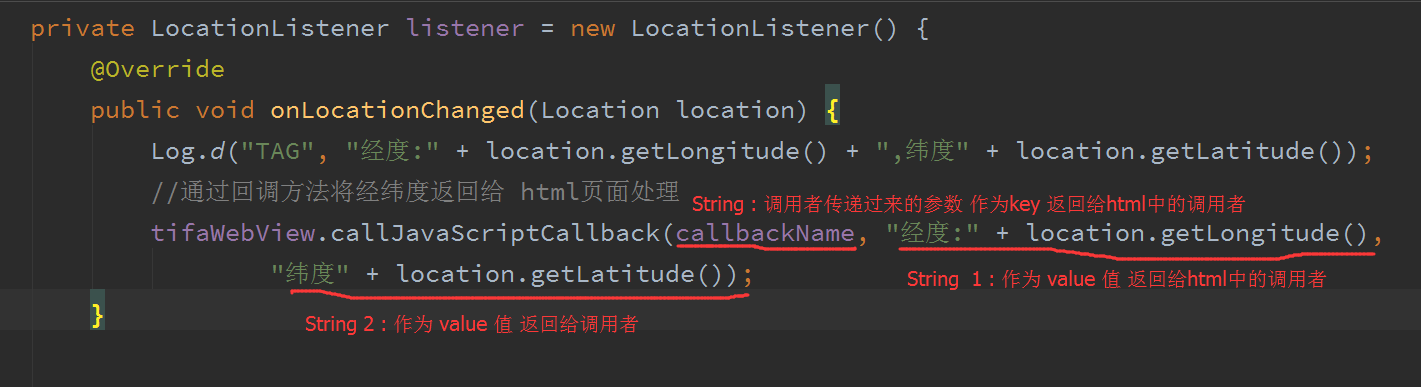 private LocationListener listener = new LocationListener() {
@Override
public void onLocationChanged(Location location) {
Log.d("TAG", "经度:" + location.getLongitude() + ",纬度" + location.getLatitude());
//通过回调方法将经纬度返回给 html页面处理
String : 调用者传递过来的参数 作为key 返回给html中的调用者
tifaWebView.callJavaScriptCallback(callbackName, "经度:" + location.getLongitude(),
"纬度" + location.getLatitude());
String 1 : 作为 value 值 返回给html中的调用者
}
String 2 : 作为 value 值 返回给调用者